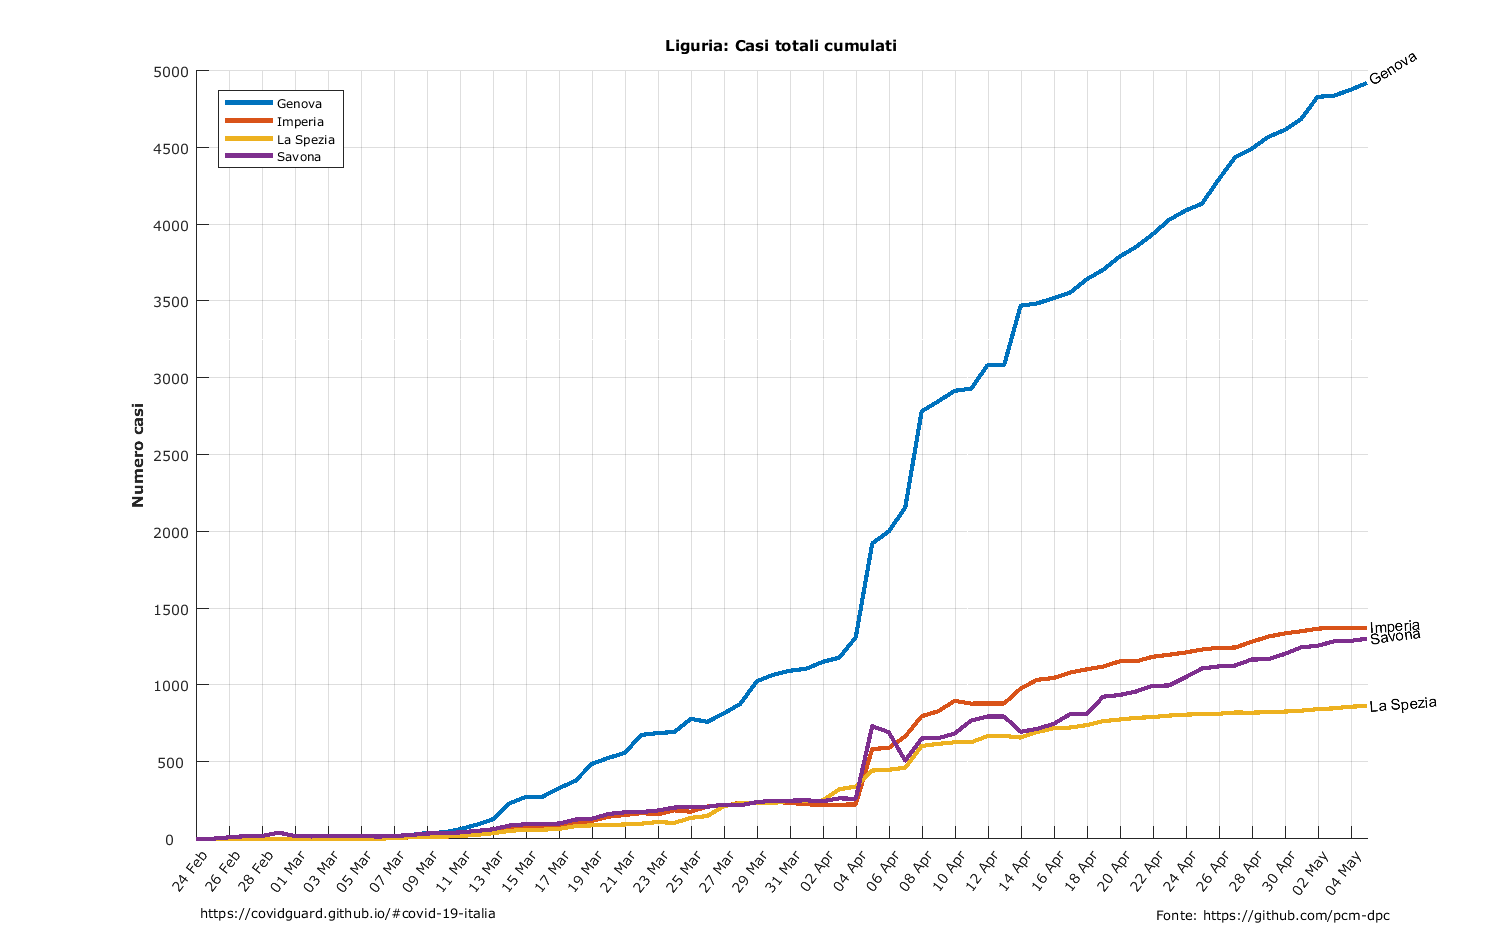 Liguria: Casi totali cumulati
Genova
Imperia
La Spezia
Savona
Numero casi
5000
4500
4000
3500
3000
2500
2000
1500
1000
500
0
Genova
Imperia
Savona
La Spezia
24 Feb
26 Feb
28 Feb
01 Mar
03 Mar
05 Mar
07 Mar
09 Mar
11 Mar
13 Mar
15 Mar
17 Mar
19 Mar
21 Mar
23 Mar
25 Mar
27 Mar
29 Mar
31 Mar
02 Apr
04 Apr
06 Apr
08 Apr
10 Apr
12 Apr
14 Apr
16 Apr
18 Apr
20 Apr
22 Apr
24 Apr
26 Apr
28 Apr
30 Apr
02 May
04 May
https://covidguard.github.io/#covid-19-italia
Fonte: https://github.com/pcm-dpc